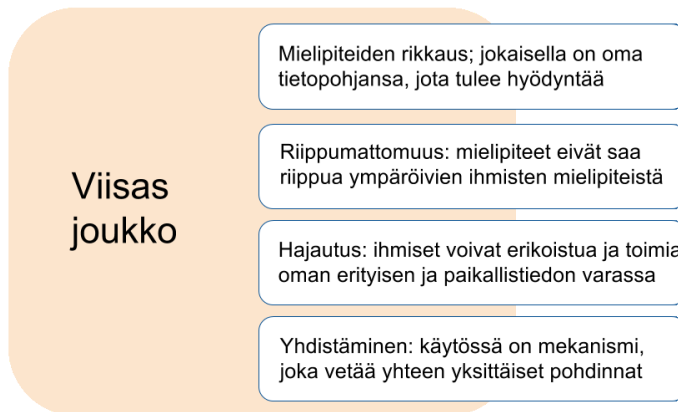 Viisas
joukko
Mielipiteiden rikkaus; jokaisella on oma
tietopohjansa, jota tulee hyödyntää
Riippumattomuus: mielipiteet eivät saa
riippua ympäröivien ihmisten mielipiteistä
Hajautus: ihmiset voivat erikoistua ja toimia
oman erityisen ja paikallistiedon varassa
Yhdistäminen: käytössä on mekanismi,
joka vetää yhteen yksittäiset pohdinnat